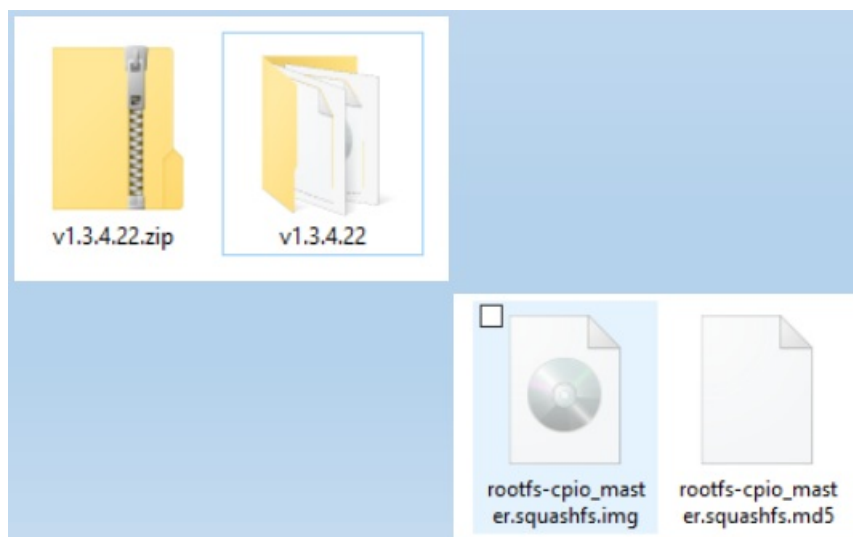 v1.3.4.22.zip
v1.3.4.22
rootfs-cpio_mast
er.squashfs.img
rootfs-cpio_mast
er.squashfs.md5